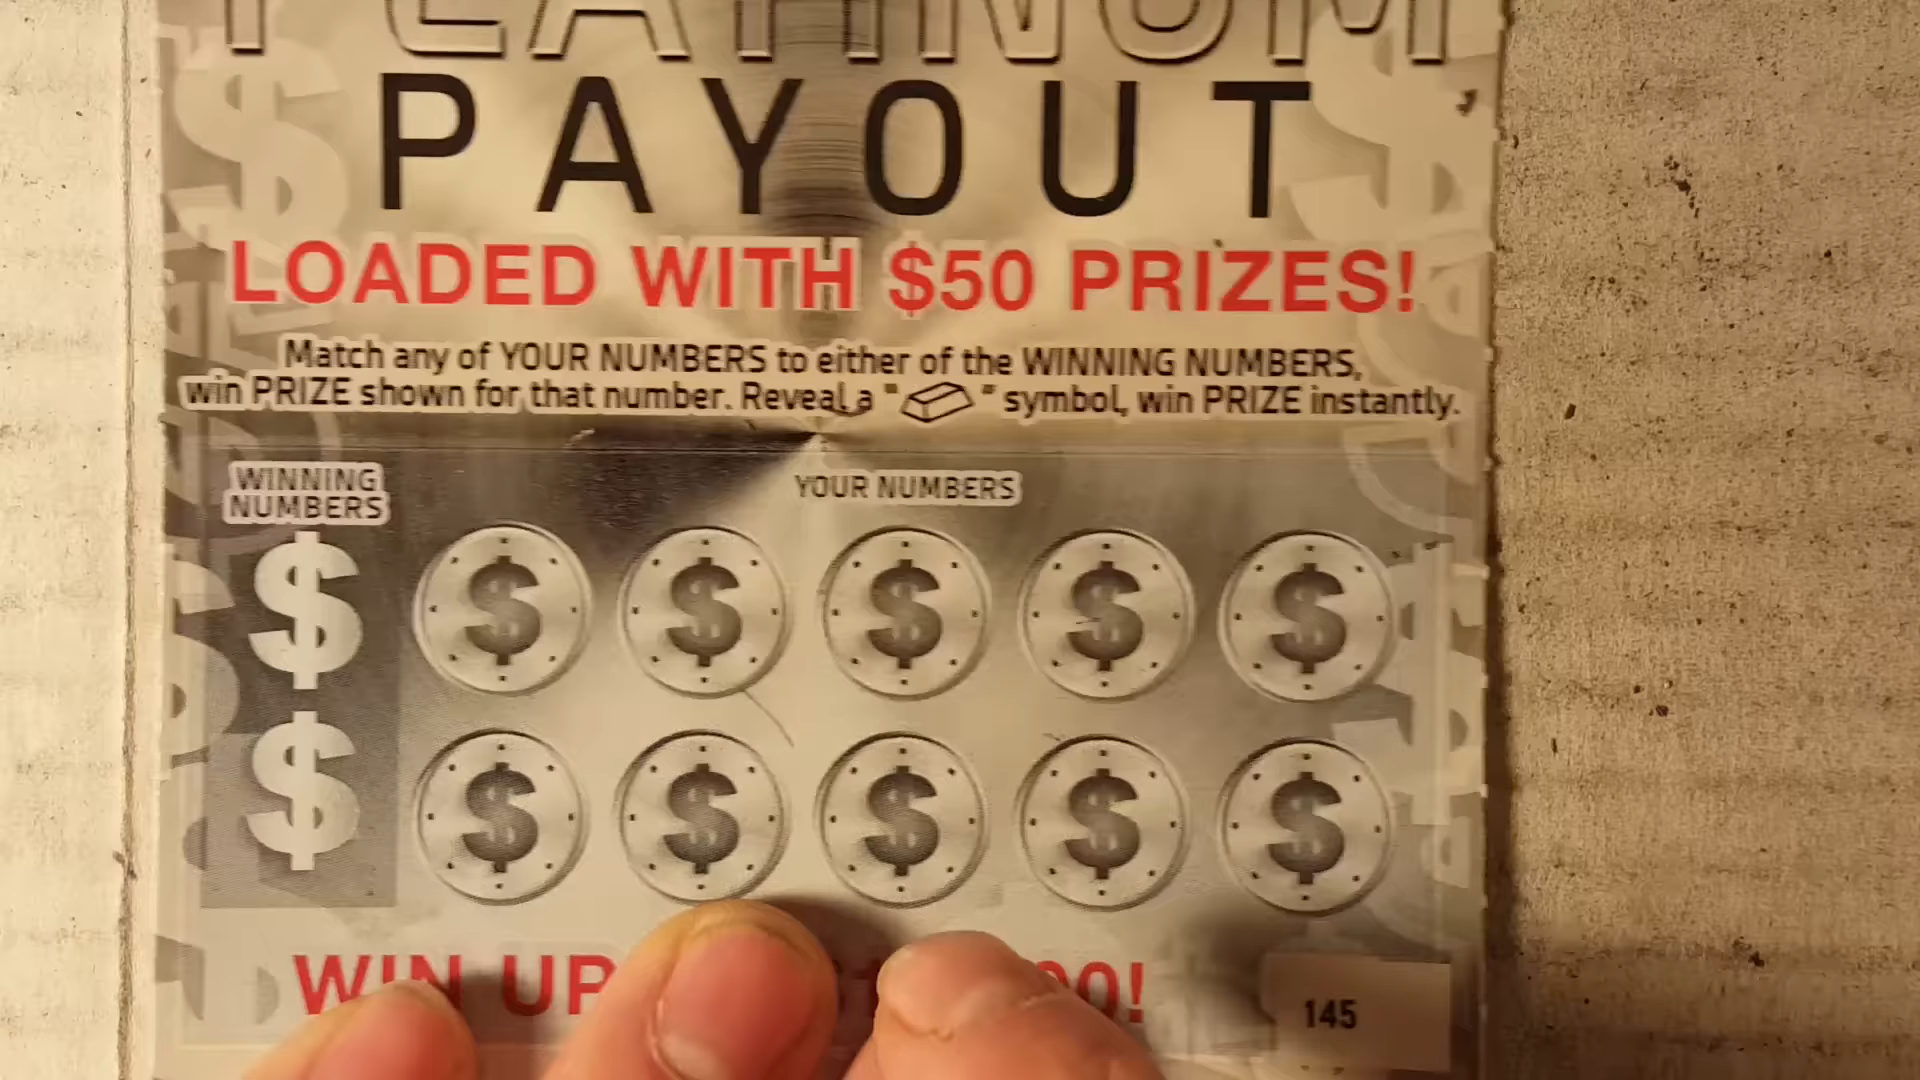 PLATINUM
PAYOUT
LOADED WITH $50 PRIZES!
Match any of YOUR NUMBERS to either of the WINNING NUMBERS,
win PRIZE shown for that number. Reveal a " " symbol, win PRIZE instantly.
WINNING
NUMBERS
YOUR NUMBERS
$ $ $ $ $ $
$ $ $ $ $ $
WIN UP
145